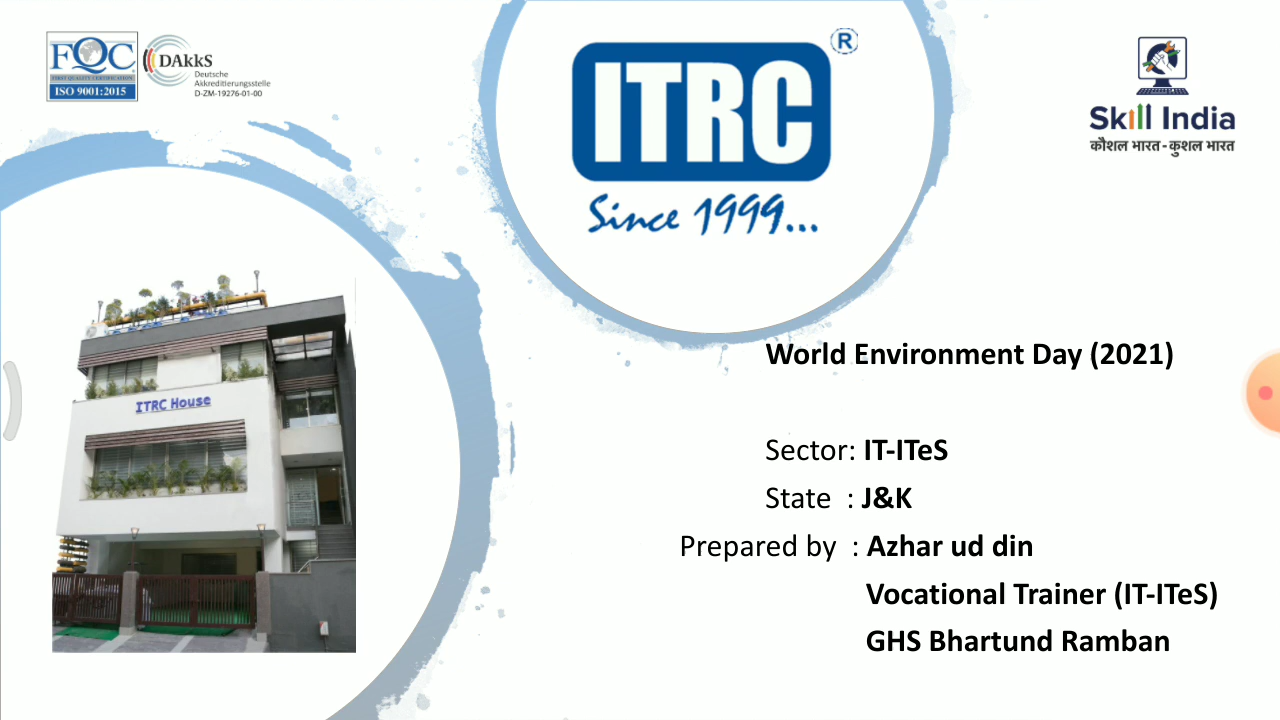 FQC
FIRST QUALITY CERTIFICATION
ISO 9001:2015
DAkkS
Deutsche
Akkreditierungsstelle
D-ZM-19276-01-00
ITRC ®
Since 1999...
Skill India
कौशल भारत-कुशल भारत
ITRC House
World Environment Day (2021)
Sector: IT-ITeS
State : J&K
Prepared by : Azhar ud din
Vocational Trainer (IT-ITeS)
GHS Bhartund Ramban